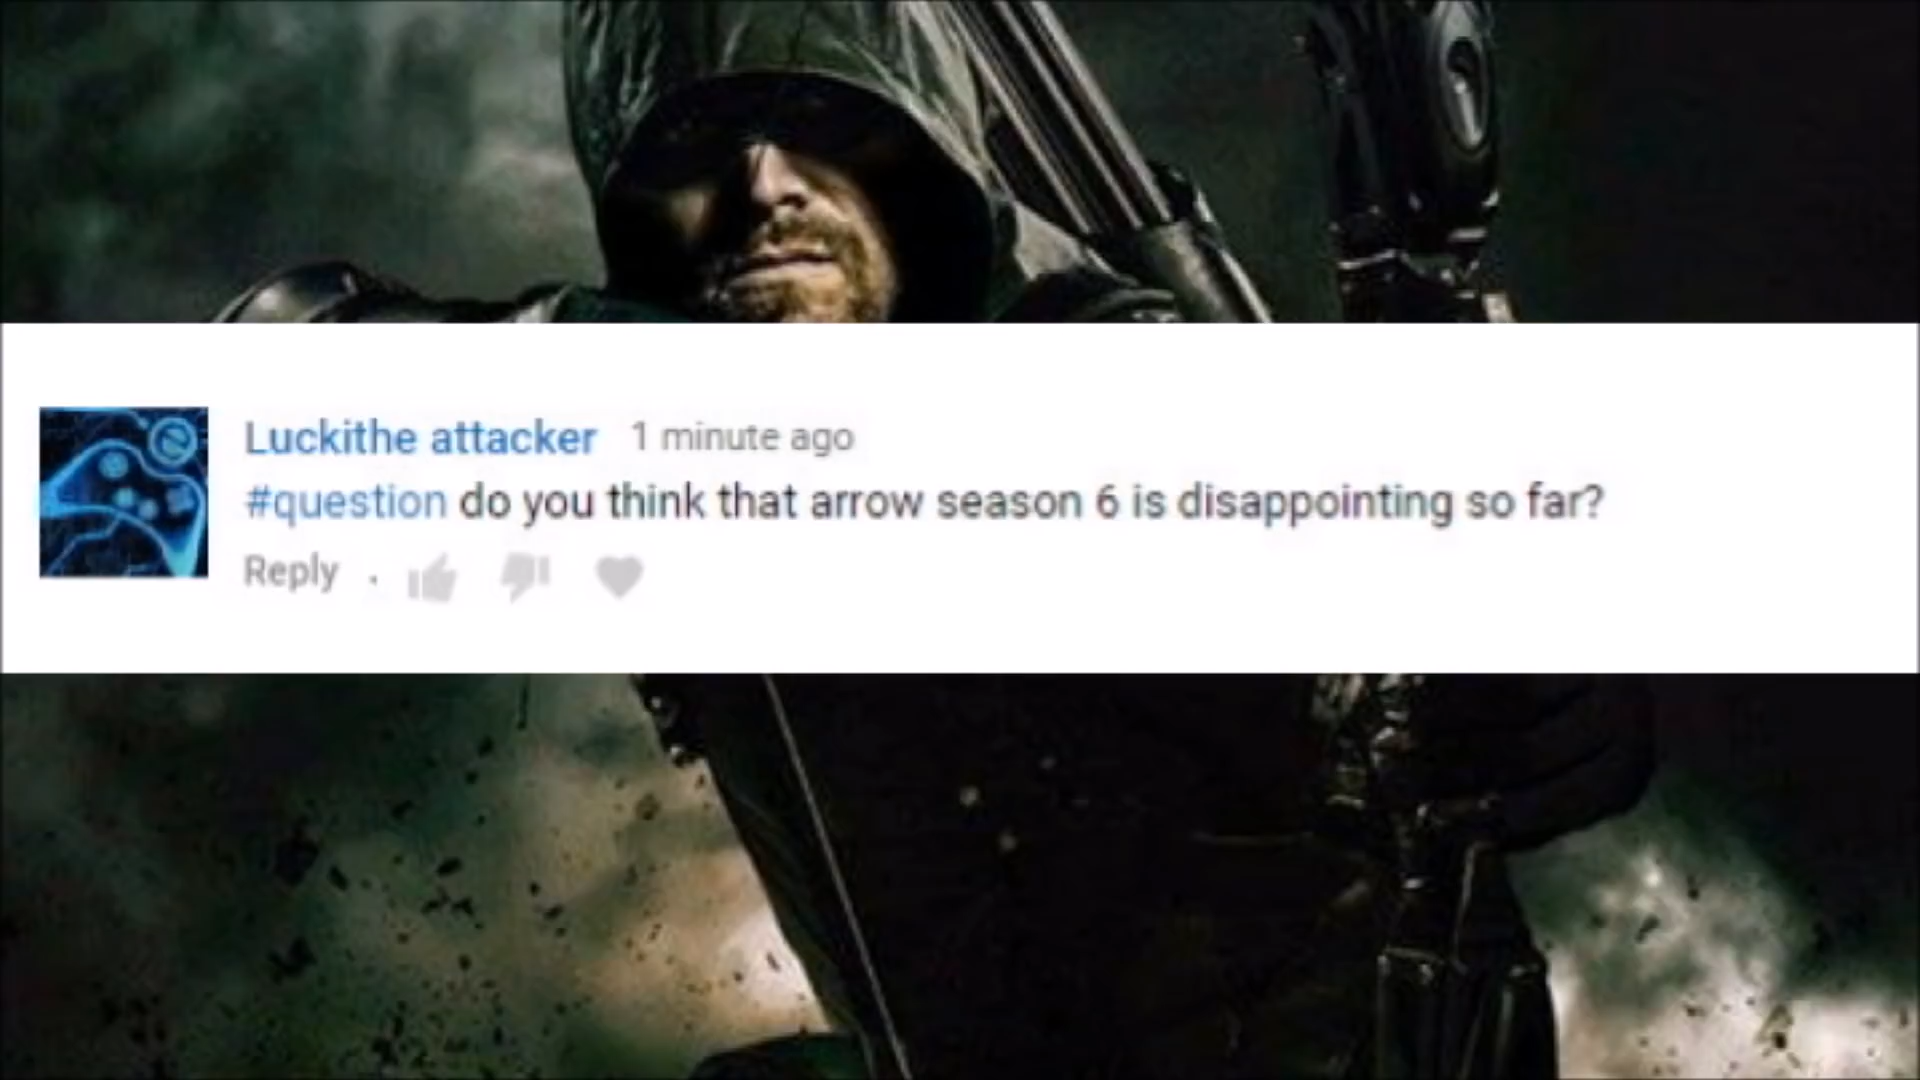 Luckithe attacker 1 minute ago
#question do you think that arrow season 6 is disappointing so far?
Reply .